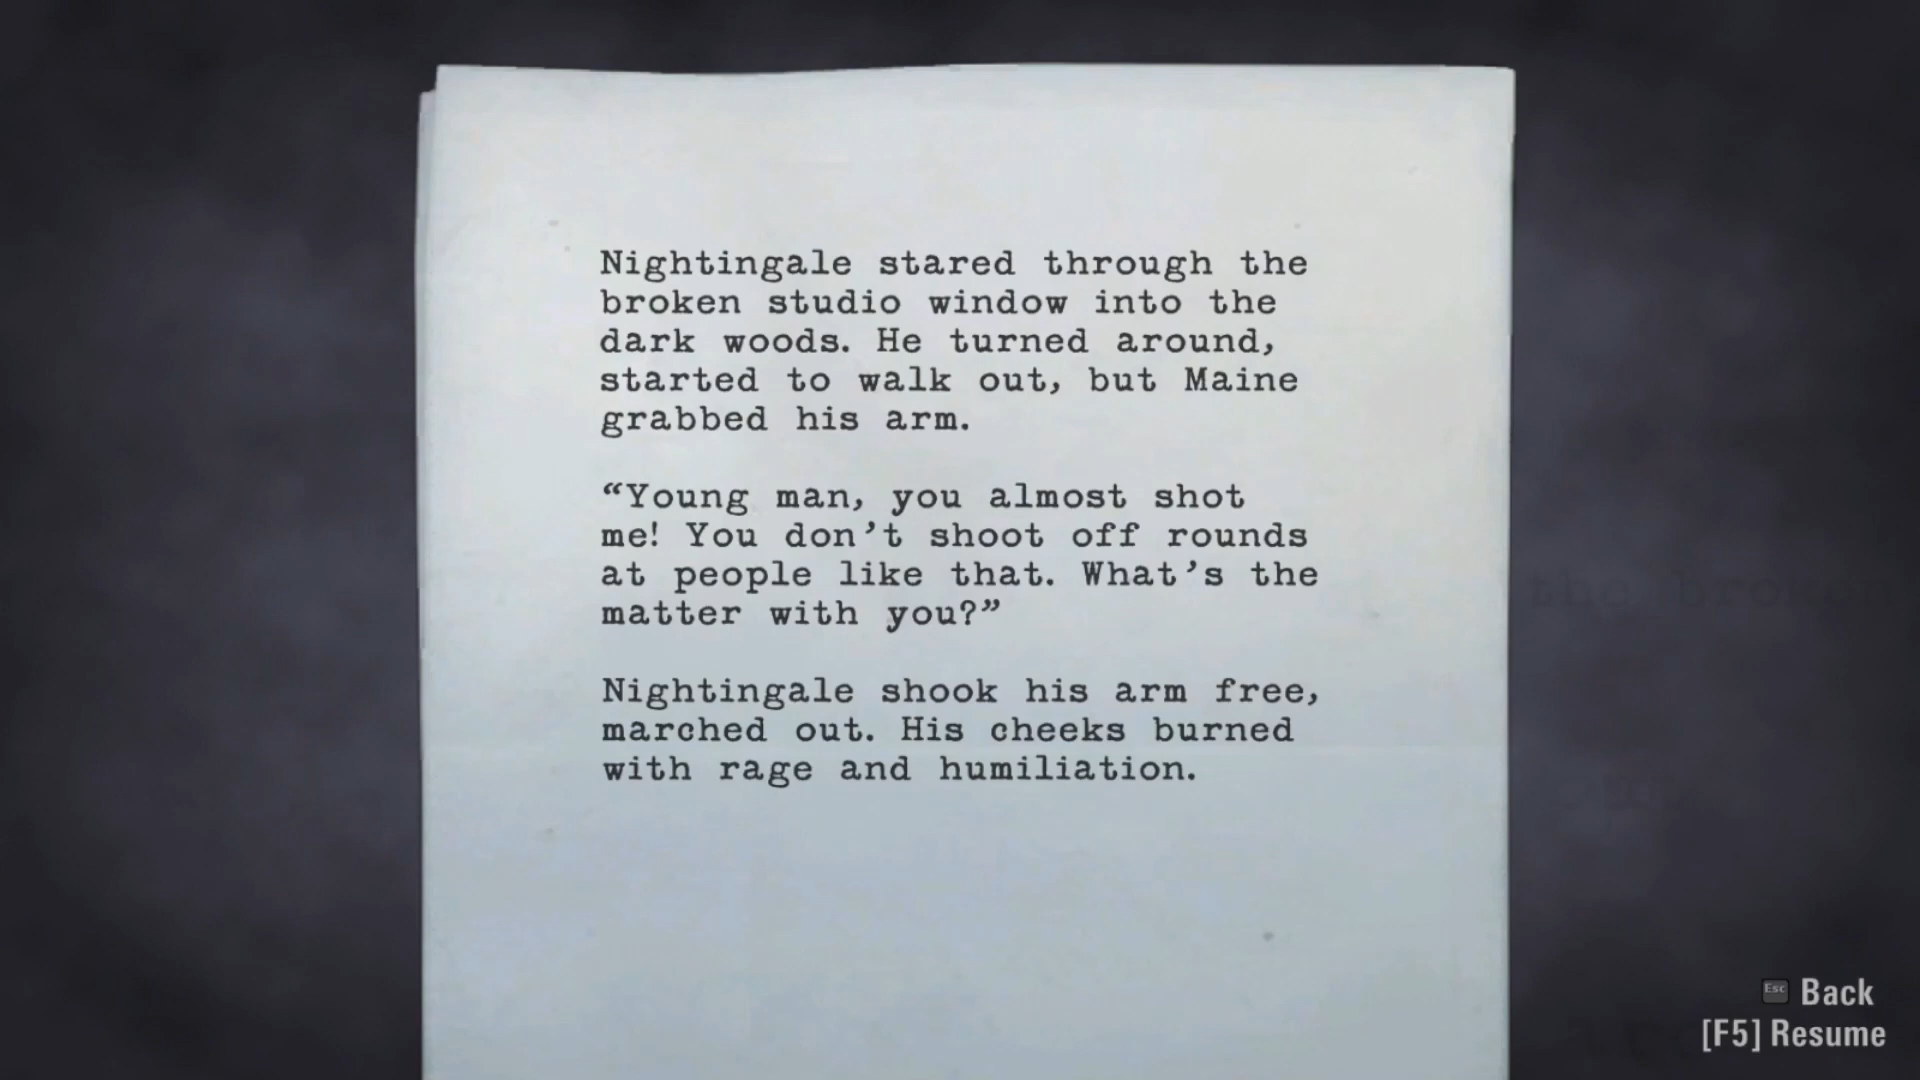 Nightingale stared through the
broken studio window into the
dark woods. He turned around,
started to walk out, but Maine
grabbed his arm.
“Young man, you almost shot
me! You don’t shoot off rounds
at people like that. What’s the
matter with you?”
Nightingale shook his arm free,
marched out. His cheeks burned
with rage and humiliation.
the broken
Esc Back
[F5] Resume